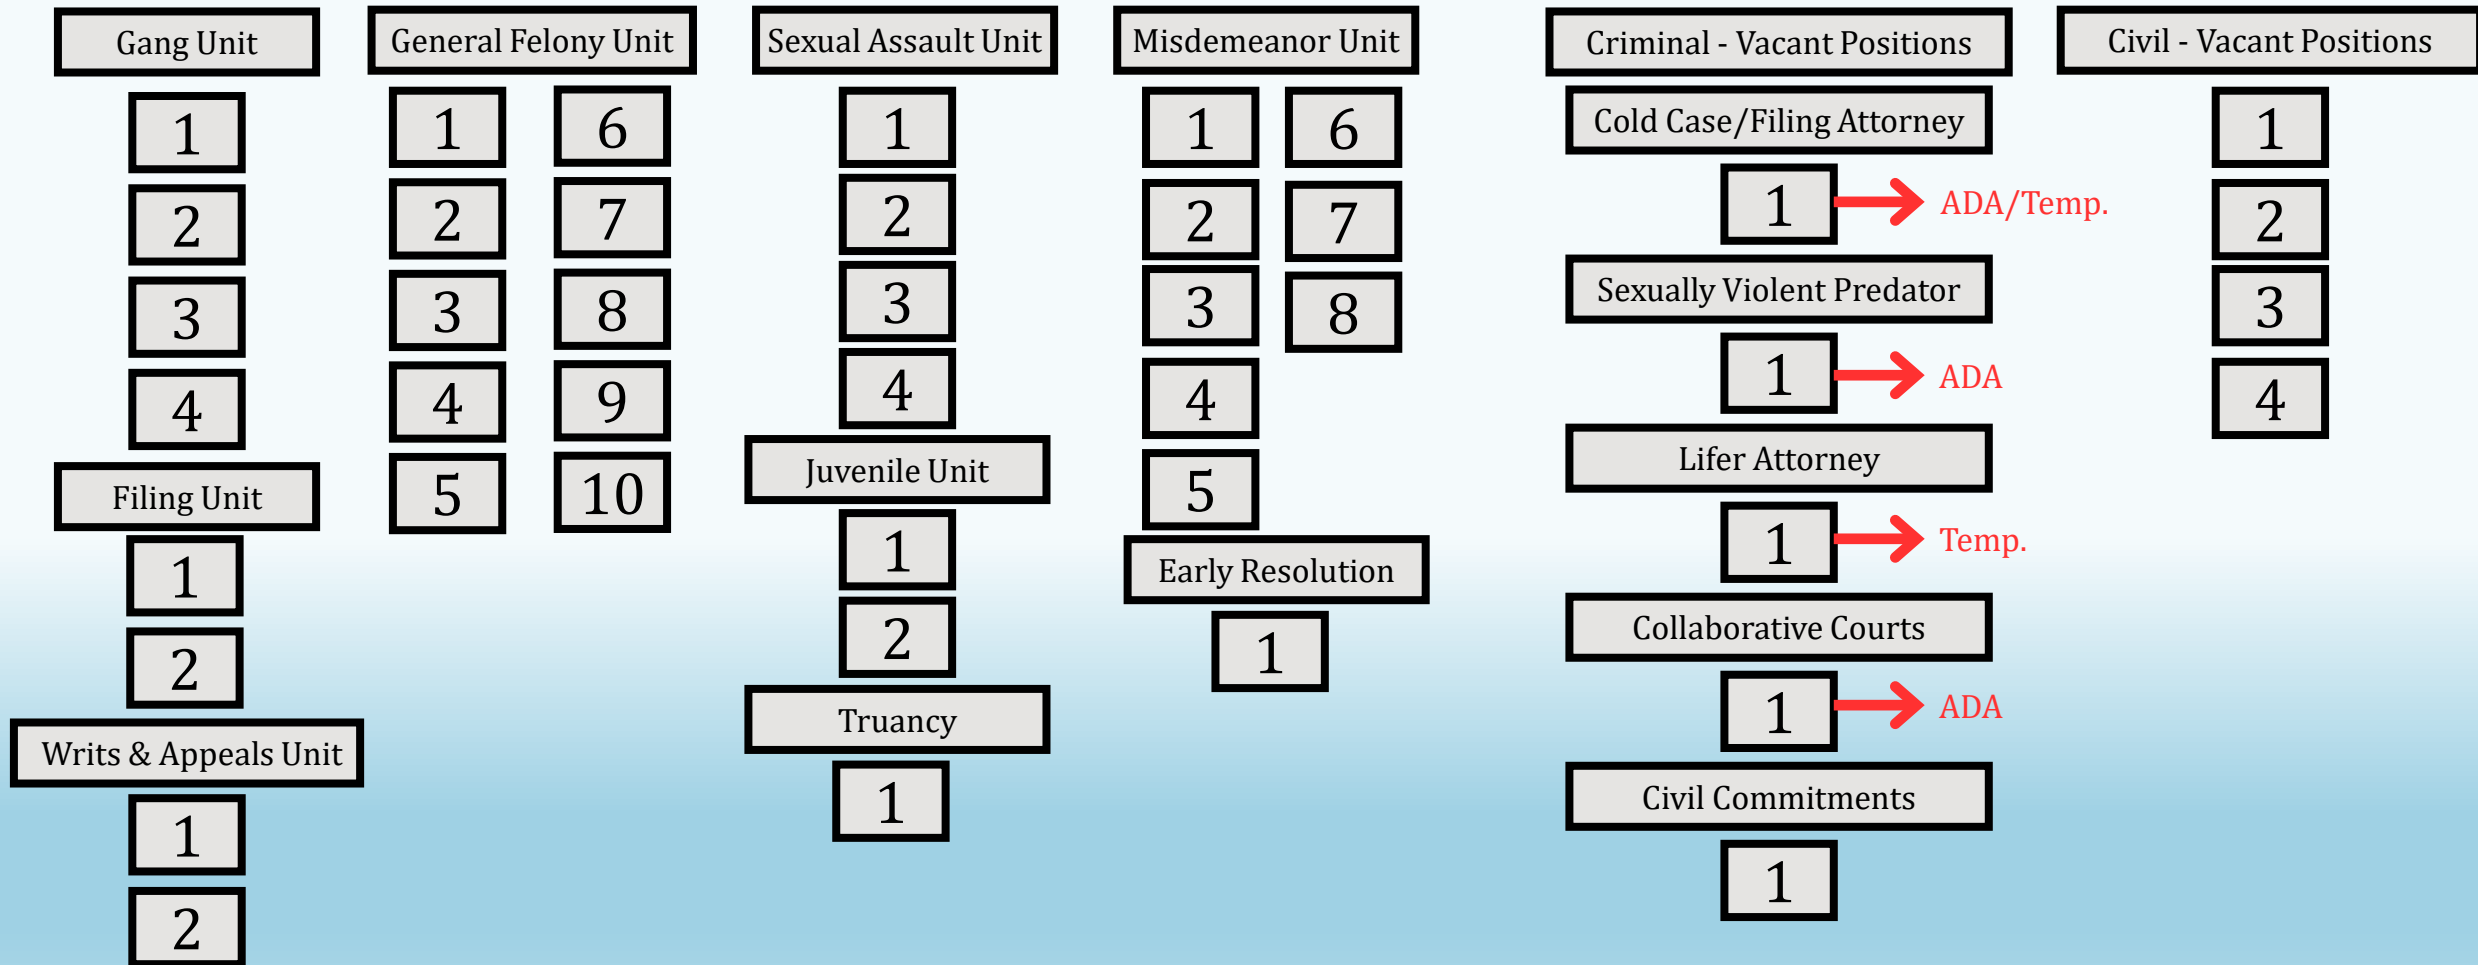 Gang Unit
1
2
3
4
Filing Unit
1
2
Writs & Appeals Unit
1
2
General Felony Unit
1
2
3
4
5
6
7
8
9
10
Sexual Assault Unit
1
2
3
4
Juvenile Unit
1
2
Truancy
1
Misdemeanor Unit
1
2
3
4
5
6
7
8
Early Resolution
1
Criminal - Vacant Positions
Cold Case/Filing Attorney
1 ADA/Temp.
Sexually Violent Predator
1 ADA
Lifer Attorney
1 Temp.
Collaborative Courts
1 ADA
Civil Commitments
1
Civil - Vacant Positions
1
2
3
4